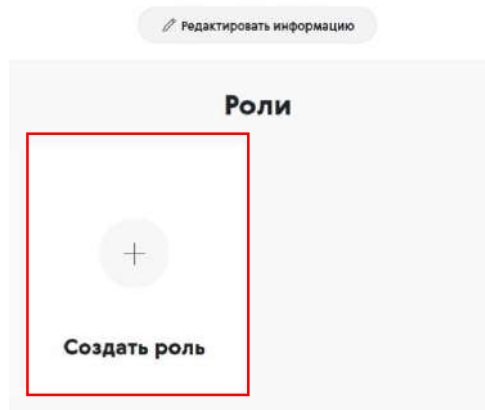 Редактировать информацию
Роли
Создать роль